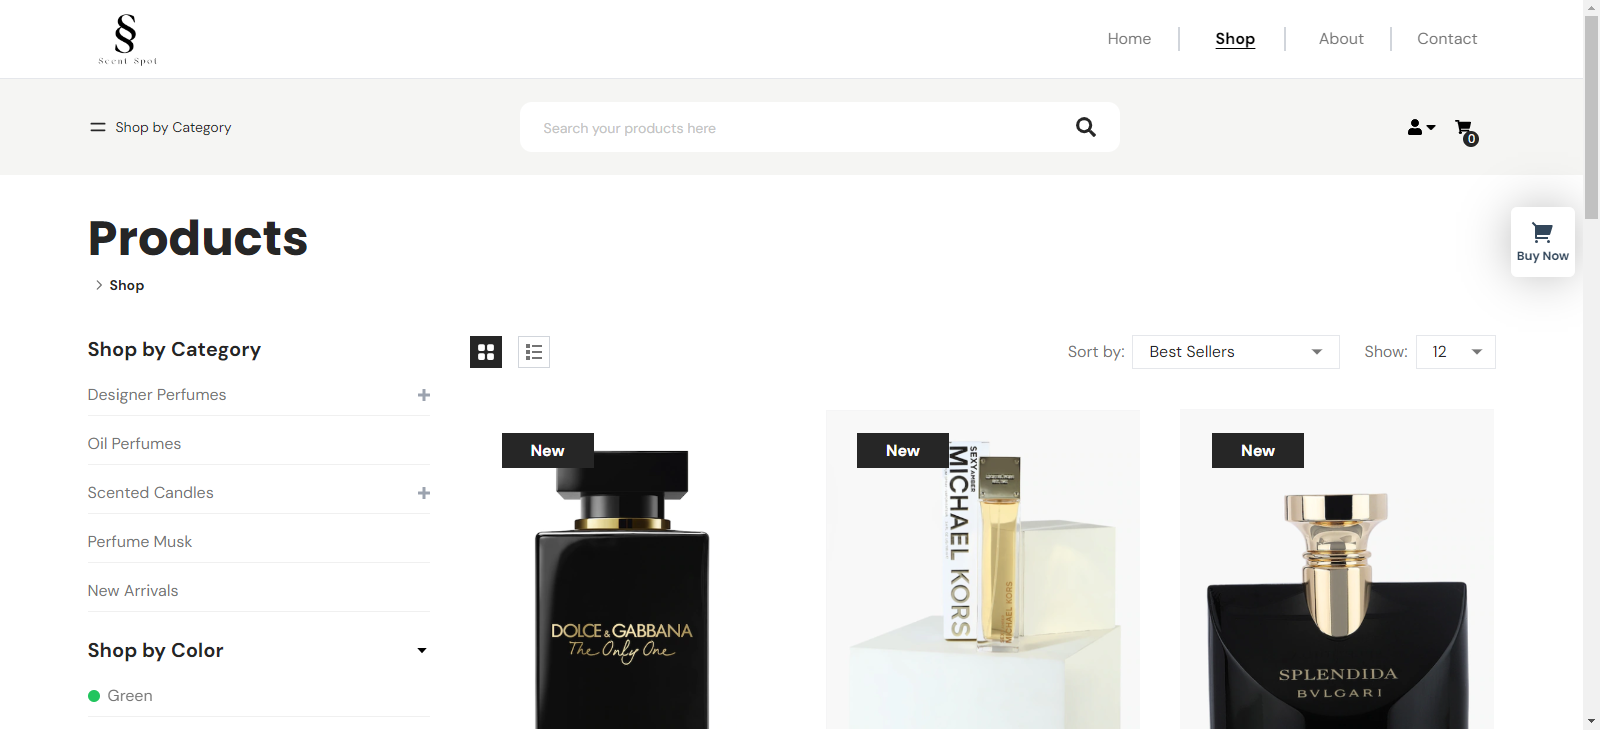 Scent Spot
Home
Shop
About
Contact
Shop by Category
Search your products here
0
Products
Shop
Buy Now
Shop by Category
Designer Perfumes
Oil Perfumes
Scented Candles
Perfume Musk
New Arrivals
Shop by Color
Green
Sort by: Best Sellers
Show: 12
New
DOLCE & GABBANA
The Only One
New
SEXY AMBER
MICHAEL KORS
MICHAEL KORS
New
SPLENDIDA
BVLGARI